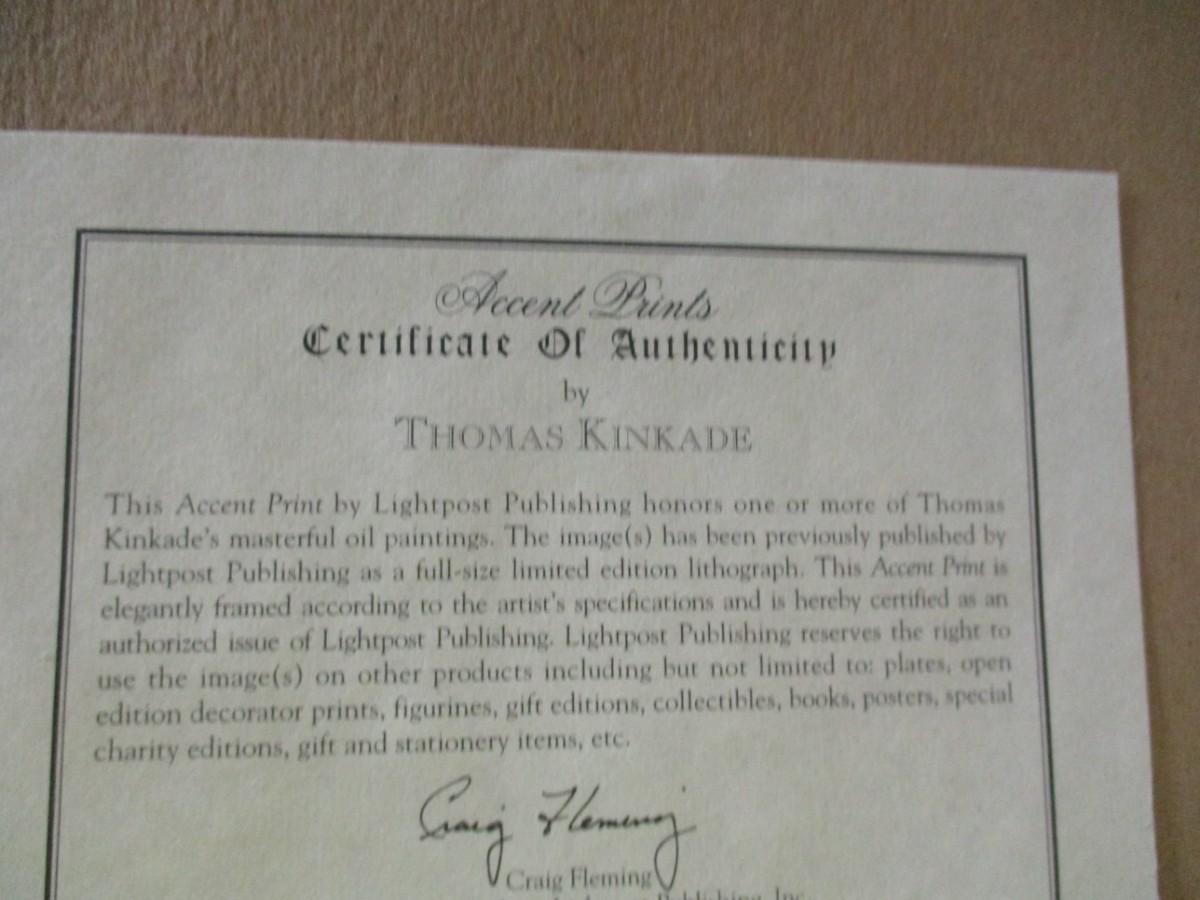 Accent Prints
Certificate Of Authenticity
by
THOMAS KINKADE
This Accent Print by Lightpost Publishing honors one or more of Thomas
Kinkade's masterful oil paintings. The image(s) has been previously published by
Lightpost Publishing as a full-size limited edition lithograph. This Accent Print is
elegantly framed according to the artist's specifications and is hereby certified as an
authorized issue of Lightpost Publishing. Lightpost Publishing reserves the right to
use the image(s) on other products including but not limited to: plates, open
edition decorator prints, figurines, gift editions, collectibles, books, posters, special
charity editions, gift and stationery items, etc.
Craig Fleming
Craig Fleming
Publishing, Inc.